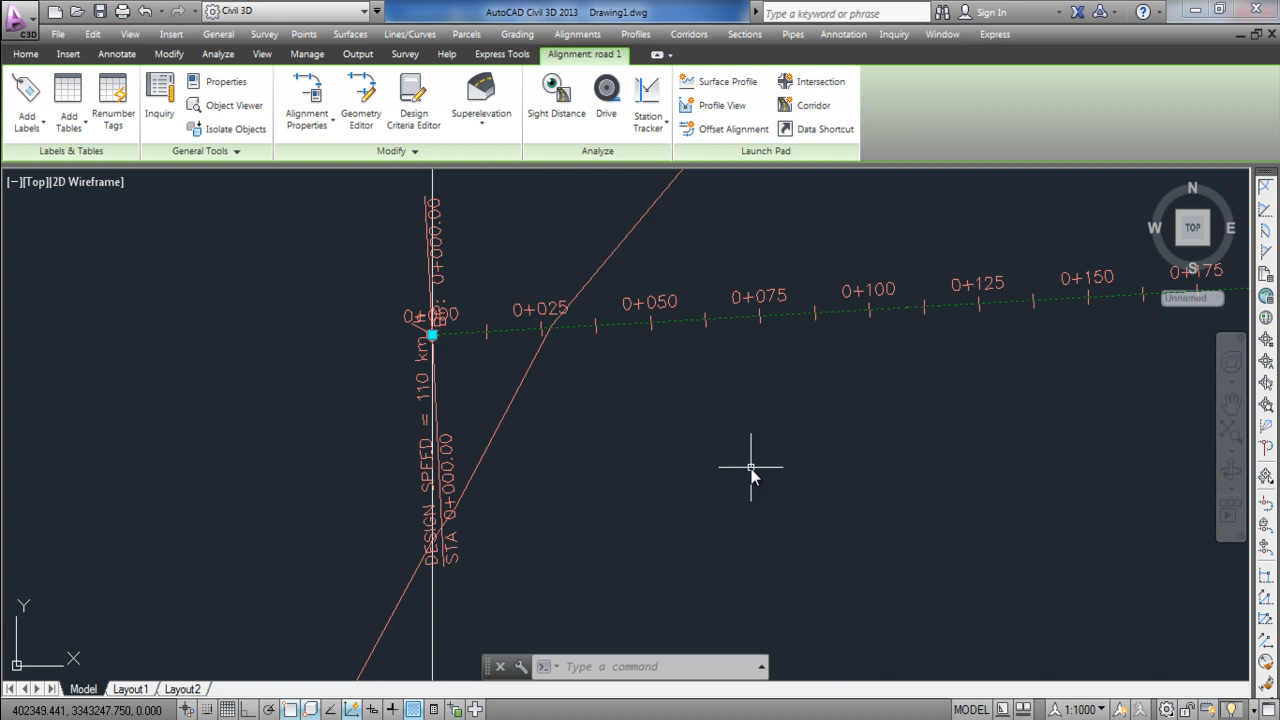 Civil 3D
AutoCAD Civil 3D 2013 Drawing1.dwg
Type a keyword or phrase
Sign In
C3D
File Edit View Insert General Survey Points Surfaces Lines/Curves Parcels Grading Alignments Profiles Corridors Sections Pipes Annotation Inquiry Window Express
Home Insert Annotate Modify Analyze View Manage Output Survey Help Express Tools Alignment: road 1
Add Labels
Add Tables
Renumber Tags
Labels & Tables
Inquiry
Properties
Object Viewer
Isolate Objects
General Tools
Alignment Properties
Geometry Editor
Design Criteria Editor
Superelevation
Modify
Sight Distance
Drive
Station Tracker
Analyze
Surface Profile
Profile View
Offset Alignment
Intersection
Corridor
Data Shortcut
Launch Pad
[−][Top][2D Wireframe]
N
W TOP E
S
Unnamed
0+000 0+025 0+050 0+075 0+100 0+125 0+150 0+175
0+000.00
DESIGN SPEED = 110 km
STA 0+000.00
Y
X
Type a command
Model Layout1 Layout2
402349.441, 3343247.750, 0.000
MODEL
1:1000